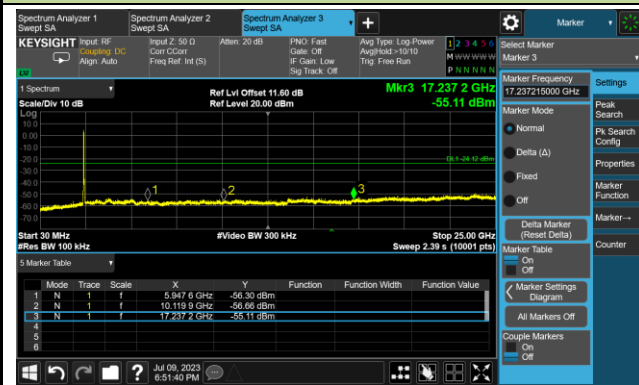 Spectrum Analyzer 1
Swept SA
Spectrum Analyzer 2
Swept SA
Spectrum Analyzer 3
Swept SA
+
Marker
KEYSIGHT
Input: RF
Coupling: DC
Align: Auto
Input Z: 50 Ω
Corr CCorr
Freq Ref: Int (S)
Atten: 20 dB
PNO: Fast
Gate: Off
IF Gain: Low
Sig Track: Off
Avg Type: Log-Power
Avg|Hold:>10/10
Trig: Free Run
1 2 3 4 5 6
M W W W W W
P N N N N N
LV
Select Marker
Marker 3
1 Spectrum
Scale/Div 10 dB
Ref Lvl Offset 11.60 dB
Ref Level 20.00 dBm
Mkr3 17.237 2 GHz
-55.11 dBm
Log
10.0
0.00
-10.0
-20.0
-30.0
-40.0
-50.0
-60.0
-70.0
DL1 -24.12 dBm
1
2
3
Start 30 MHz
#Res BW 100 kHz
#Video BW 300 kHz
Stop 25.00 GHz
Sweep 2.39 s (10001 pts)
5 Marker Table
Mode Trace Scale X Y Function Function Width Function Value
1 N 1 f 5.947 6 GHz -56.30 dBm
2 N 1 f 10.119 9 GHz -56.66 dBm
3 N 1 f 17.237 2 GHz -55.11 dBm
4
5
6
Marker Frequency
17.237215000 GHz
Marker Mode
Normal
Delta (Δ)
Fixed
Off
Delta Marker
(Reset Delta)
Marker Table
On
Off
Marker Settings
Diagram
All Markers Off
Couple Markers
On
Off
Settings
Peak
Search
Pk Search
Config
Properties
Marker
Function
Marker→
Counter
?
Jul 09, 2023
6:51:40 PM